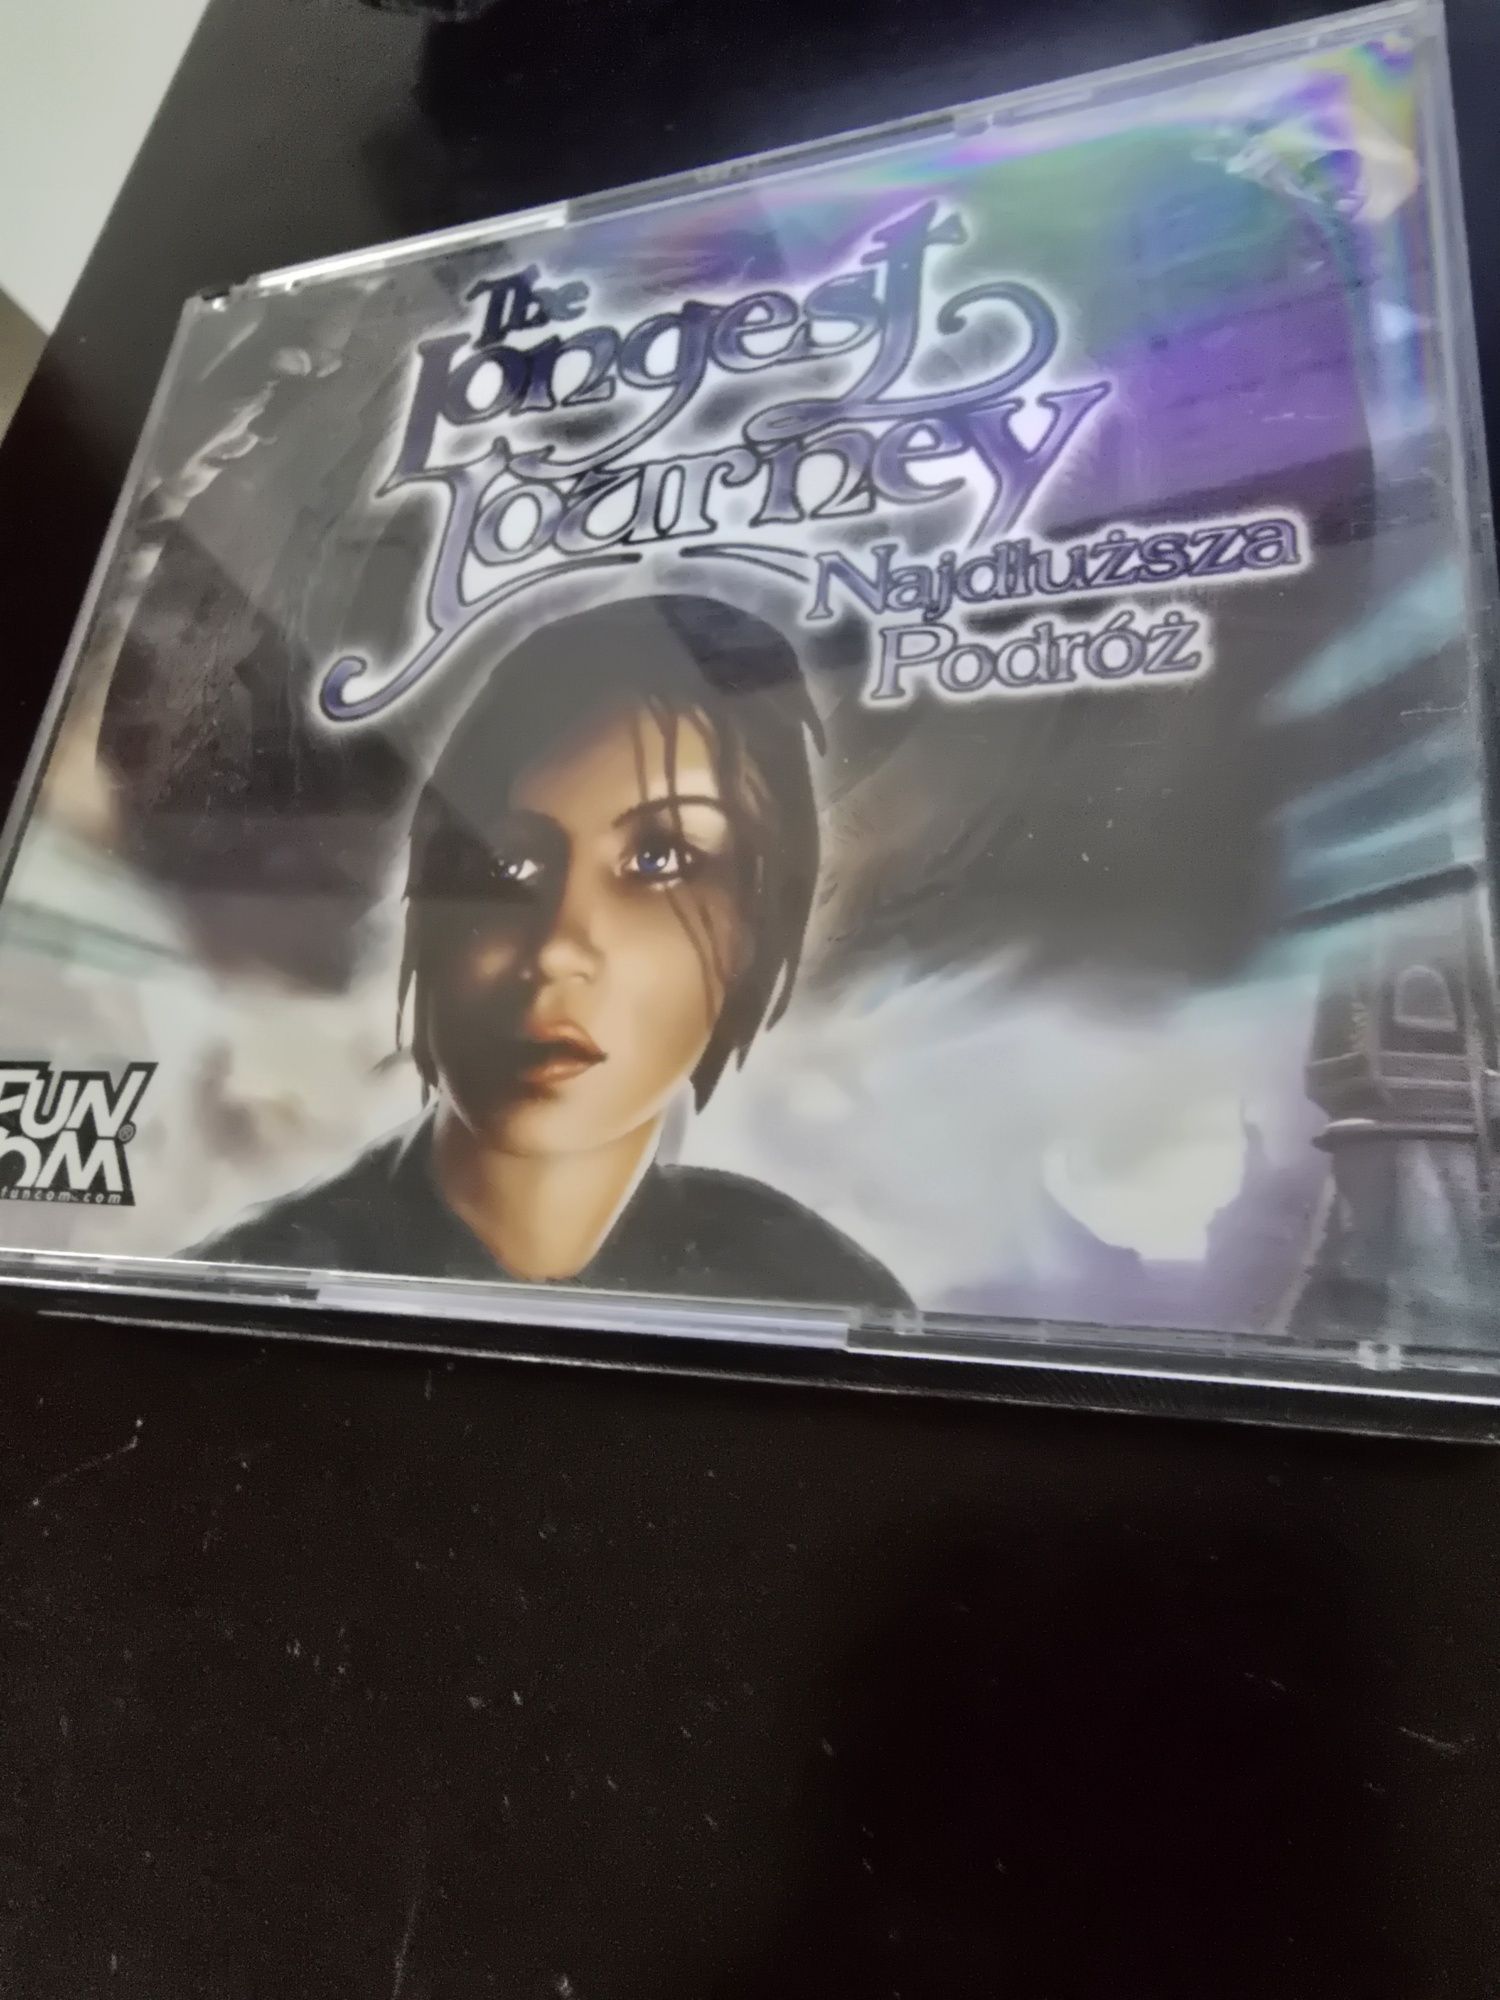 The
Longest
Journey
Najdłuższa
Podróż
FUN
COM®
funcom.com